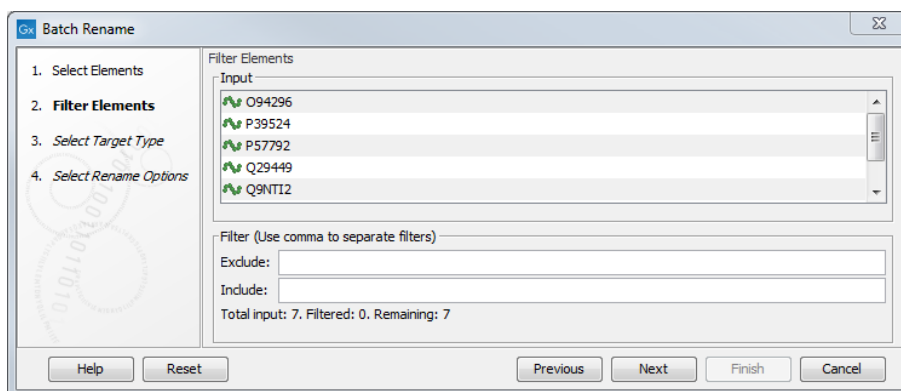 Gx Batch Rename
1. Select Elements
2. Filter Elements
3. Select Target Type
4. Select Rename Options
Filter Elements
Input
O94296
P39524
P57792
Q29449
Q9NTI2
Filter (Use comma to separate filters)
Exclude:
Include:
Total input: 7. Filtered: 0. Remaining: 7
Help Reset Previous Next Finish Cancel